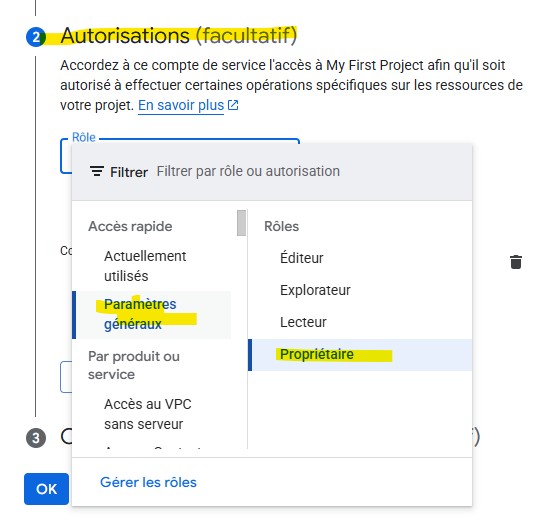 2 Autorisations (facultatif)
Accordez à ce compte de service l'accès à My First Project afin qu'il soit
autorisé à effectuer certaines opérations spécifiques sur les ressources de
votre projet. En savoir plus
Rôle
Filtrer Filtrer par rôle ou autorisation
Accès rapide
Actuellement
utilisés
Paramètres
généraux
Par produit ou
service
Accès au VPC
sans serveur
Rôles
Éditeur
Explorateur
Lecteur
Propriétaire
Gérer les rôles
3
OK